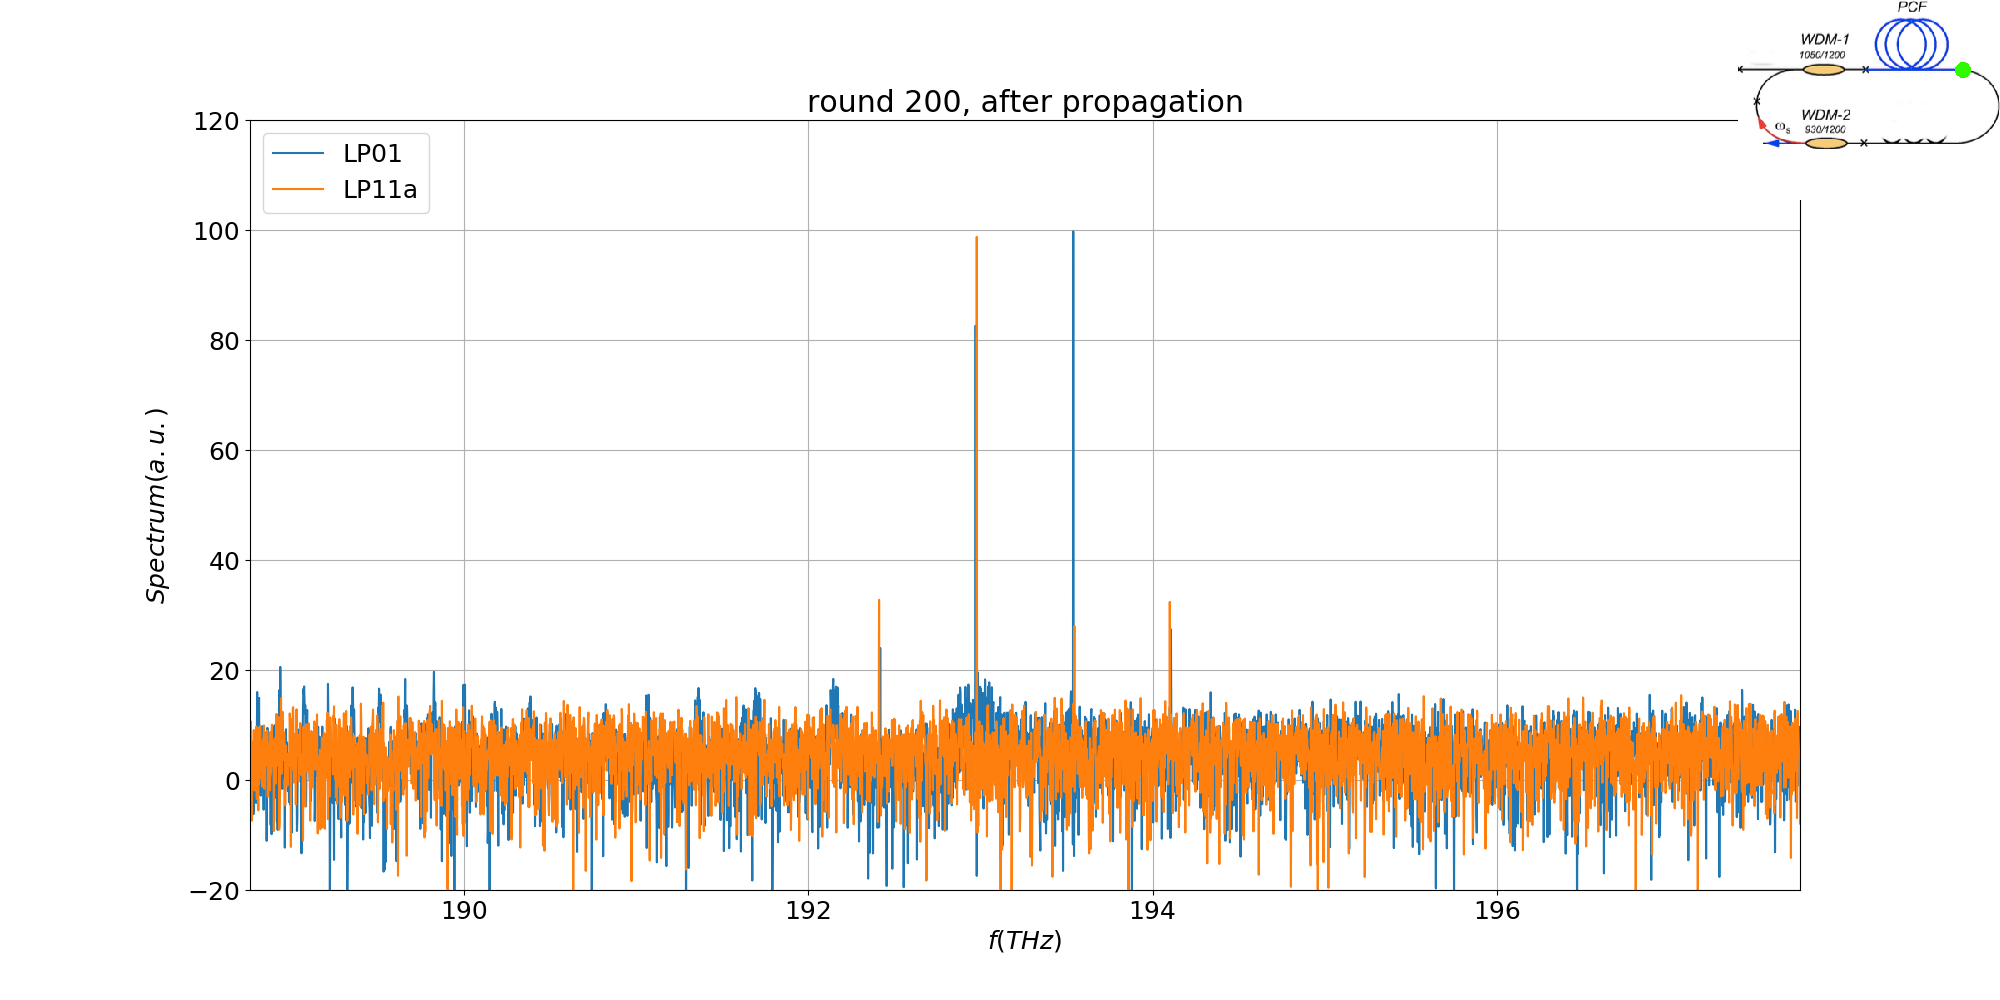 PCF
WDM-1
1050/1200
round 200, after propagation
WDM-2
ωs 930/1200
LP01
LP11a
120
100
80
60
40
20
0
−20
Spectrum(a. u. )
190 192 194 196
f(THz)